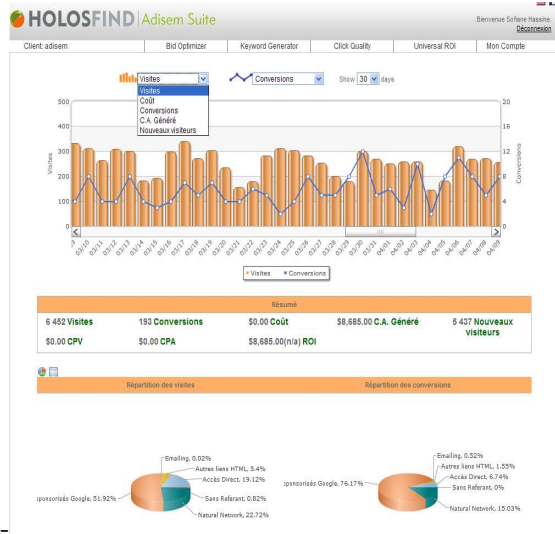 HOLOSFIND Adisem Suite
Bienvenue Sofiane Hassine.
Déconnexion
Client: adisem Bid Optimizer Keyword Generator Click Quality Universal ROI Mon Compte
Visites Conversions Show 30 days
Visites
Coût
Conversions
C.A. Généré
Nouveaux visiteurs
500 20
400 16
300 12
200 8
100 4
0 0
Visites
Conversions
9 03/10 03/11 03/12 03/13 03/14 03/15 03/16 03/17 03/18 03/19 03/20 03/21 03/22 03/23 03/24 03/25 03/26 03/27 03/28 03/29 03/30 03/31 04/01 04/02 04/03 04/04 04/05 04/06 04/07 04/08 04/09
Visites Conversions
Résumé
6 452 Visites 193 Conversions $0.00 Coût $8,685.00 C.A. Généré 5 437 Nouveaux
visiteurs
$0.00 CPV $0.00 CPA $8,685.00(n/a) ROI
Répartition des visites Répartition des conversions
Emailing, 0.02%
Autres liens HTML, 5.4%
Accès Direct, 19.12%
ponsorisés Google, 51.92%
Sans Referant, 0.82%
Natural Network, 22.72%
Emailing, 0.52%
Autres liens HTML, 1.55%
Accès Direct, 6.74%
ponsorisés Google, 76.17%
Sans Referant, 0%
Natural Network, 15.03%